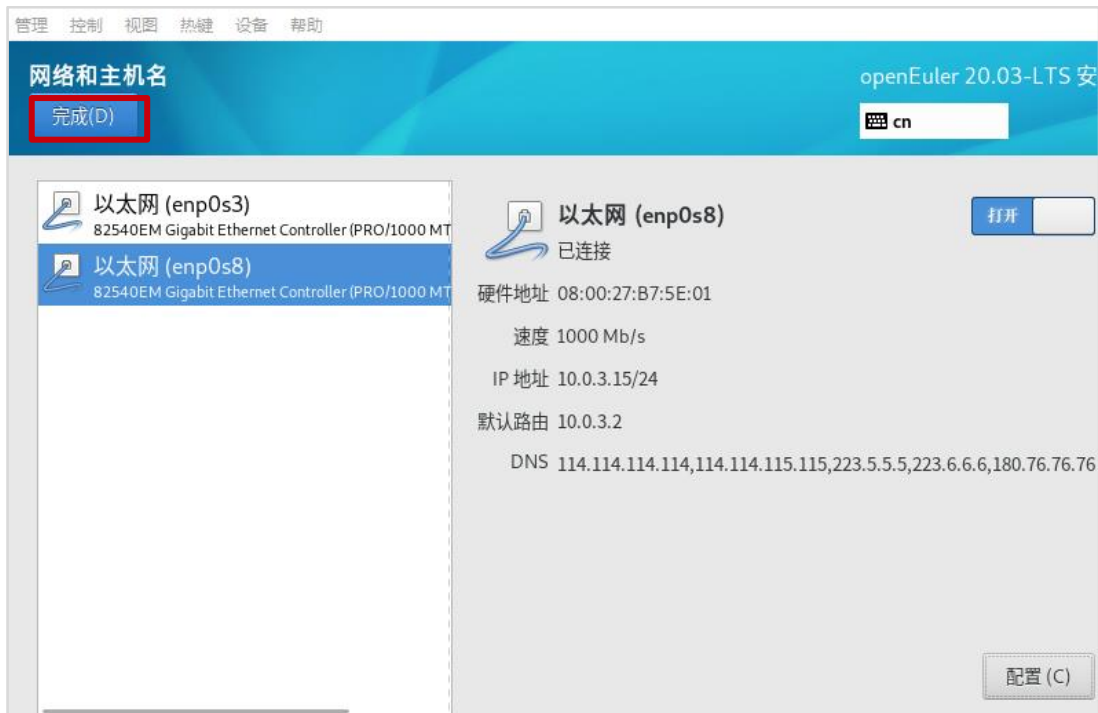 管理 控制 视图 热键 设备 帮助
网络和主机名
openEuler 20.03-LTS 安
完成(D)
cn
以太网 (enp0s3)
82540EM Gigabit Ethernet Controller (PRO/1000 MT
以太网 (enp0s8)
82540EM Gigabit Ethernet Controller (PRO/1000 MT
以太网 (enp0s8)
已连接
打开
硬件地址 08:00:27:B7:5E:01
速度 1000 Mb/s
IP 地址 10.0.3.15/24
默认路由 10.0.3.2
DNS 114.114.114.114,114.114.115.115,223.5.5.5,223.6.6.6,180.76.76.76
配置 (C)